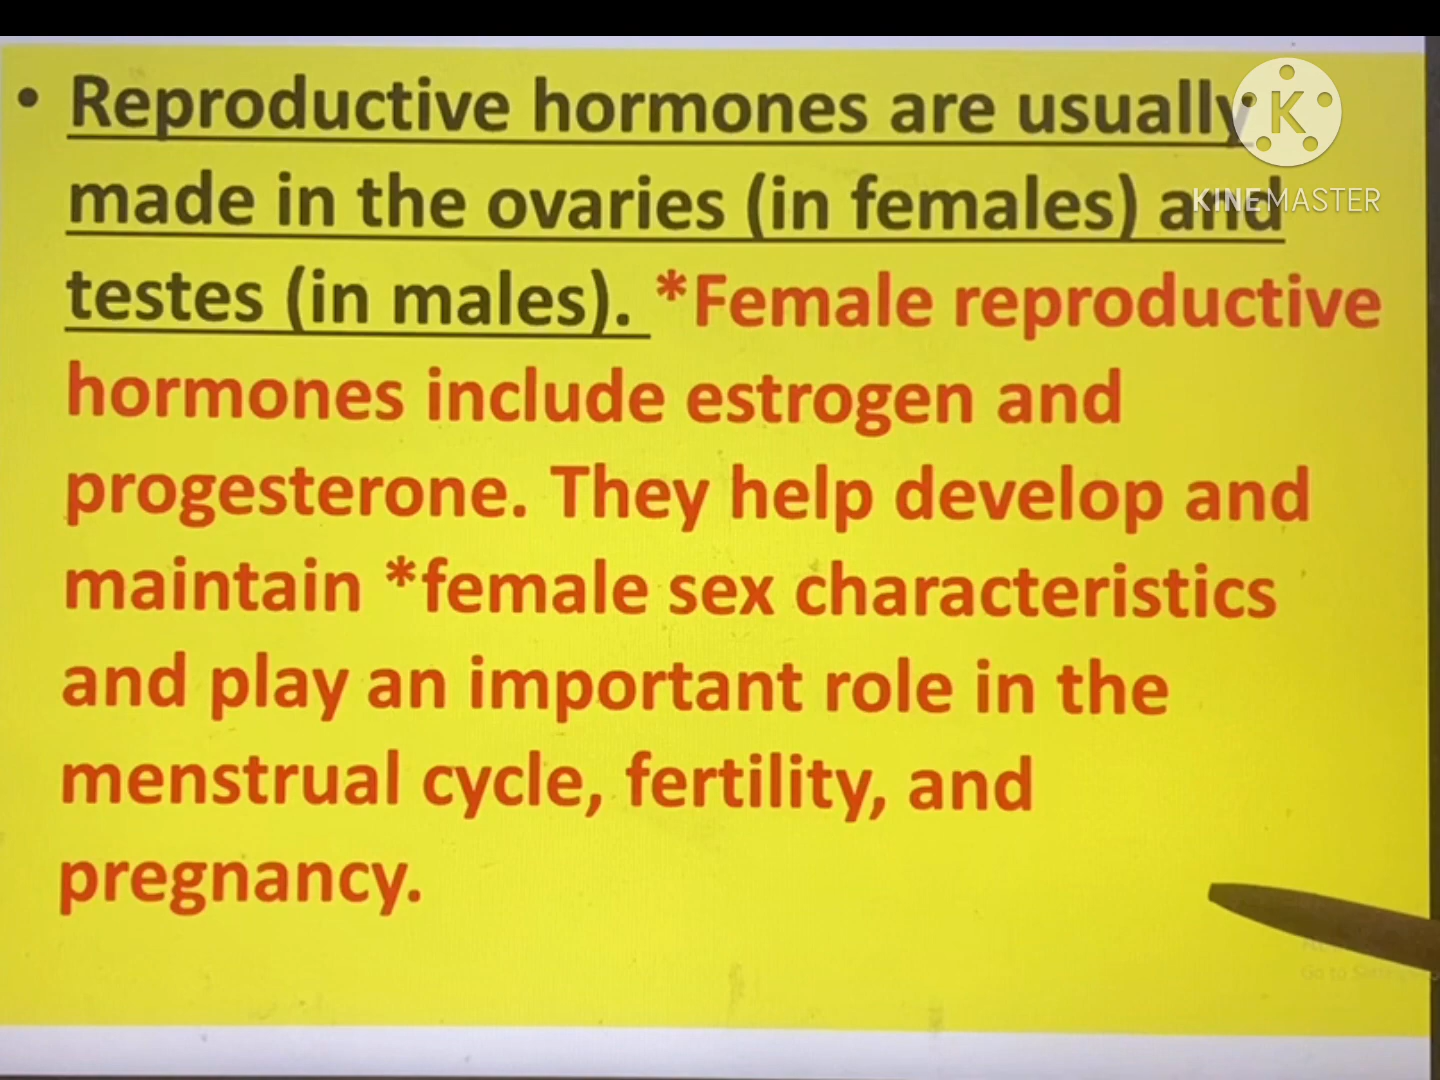 • Reproductive hormones are usually
made in the ovaries (in females) and
testes (in males). *Female reproductive
hormones include estrogen and
progesterone. They help develop and
maintain *female sex characteristics
and play an important role in the
menstrual cycle, fertility, and
pregnancy.
K
KINEMASTER
Go to